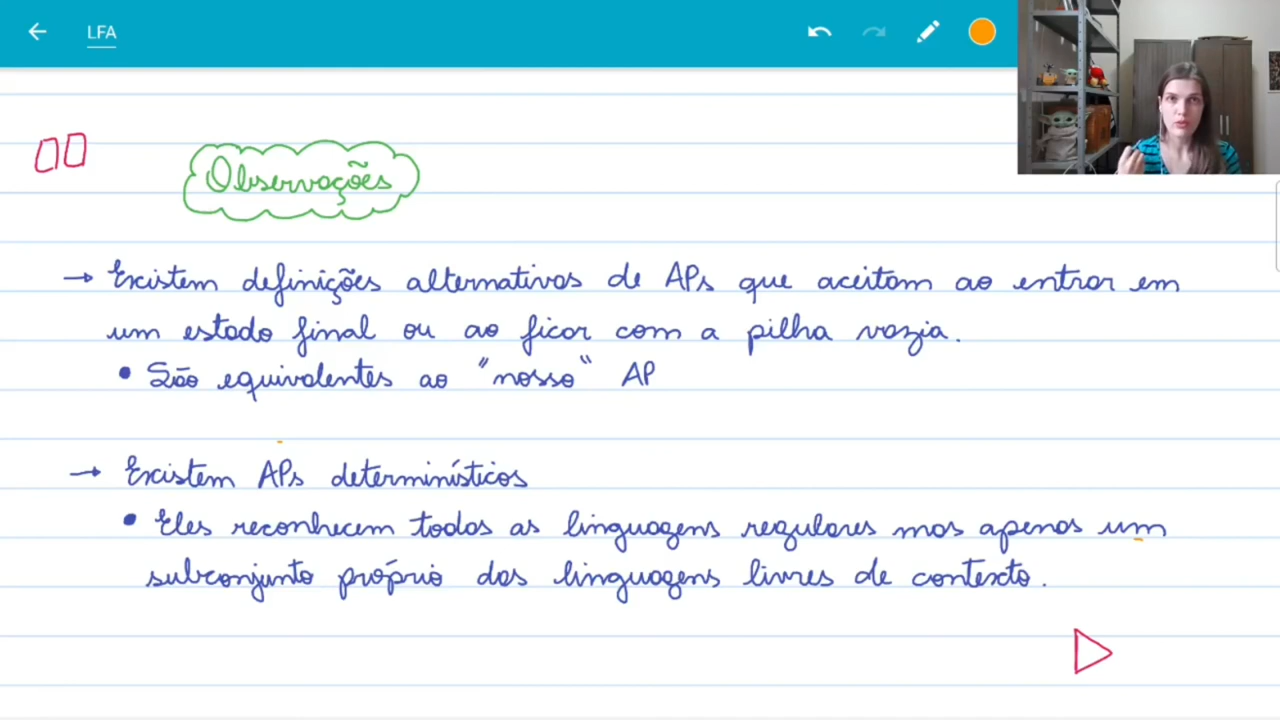 LFA
Observações
→ Existem definições alternativas de APs que aceitam ao entrar em
um estado final ou ao ficar com a pilha vazia.
• São equivalentes ao "nosso" AP
→ Existem APs determinísticos
• Eles reconhecem todas as linguagens regulares mas apenas um
subconjunto próprio das linguagens livres de contexto.